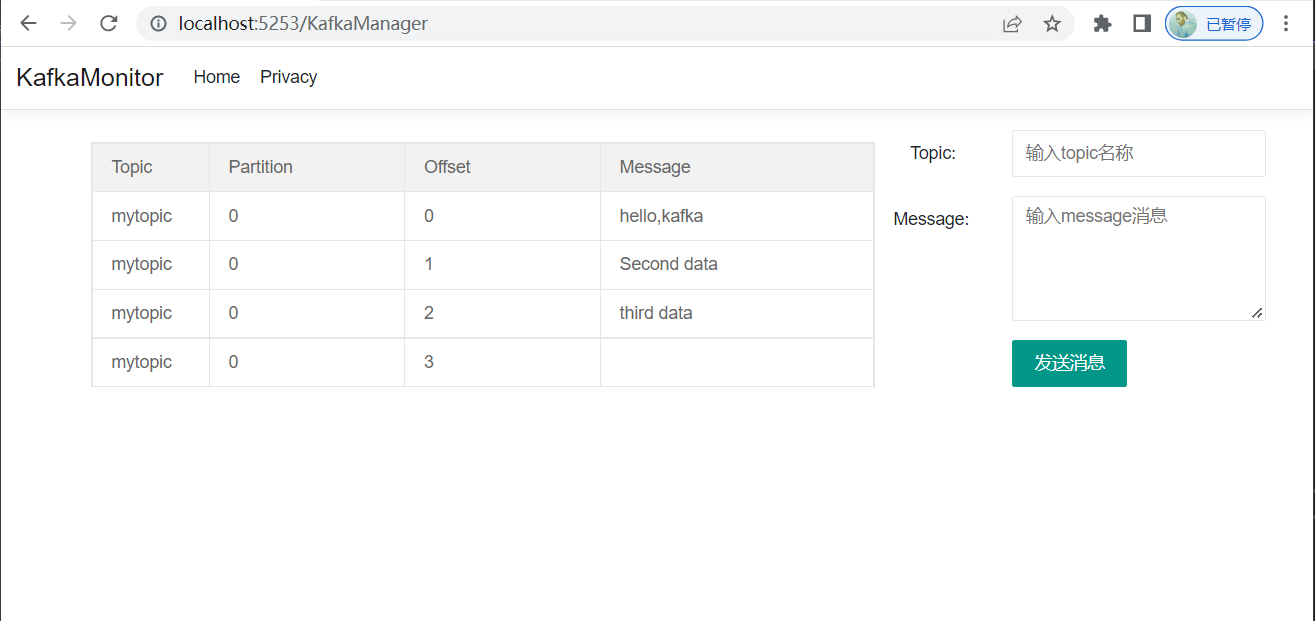 localhost:5253/KafkaManager
已暂停
KafkaMonitor Home Privacy
Topic Partition Offset Message
mytopic 0 0 hello,kafka
mytopic 0 1 Second data
mytopic 0 2 third data
mytopic 0 3
Topic: 输入topic名称
Message: 输入message消息
发送消息